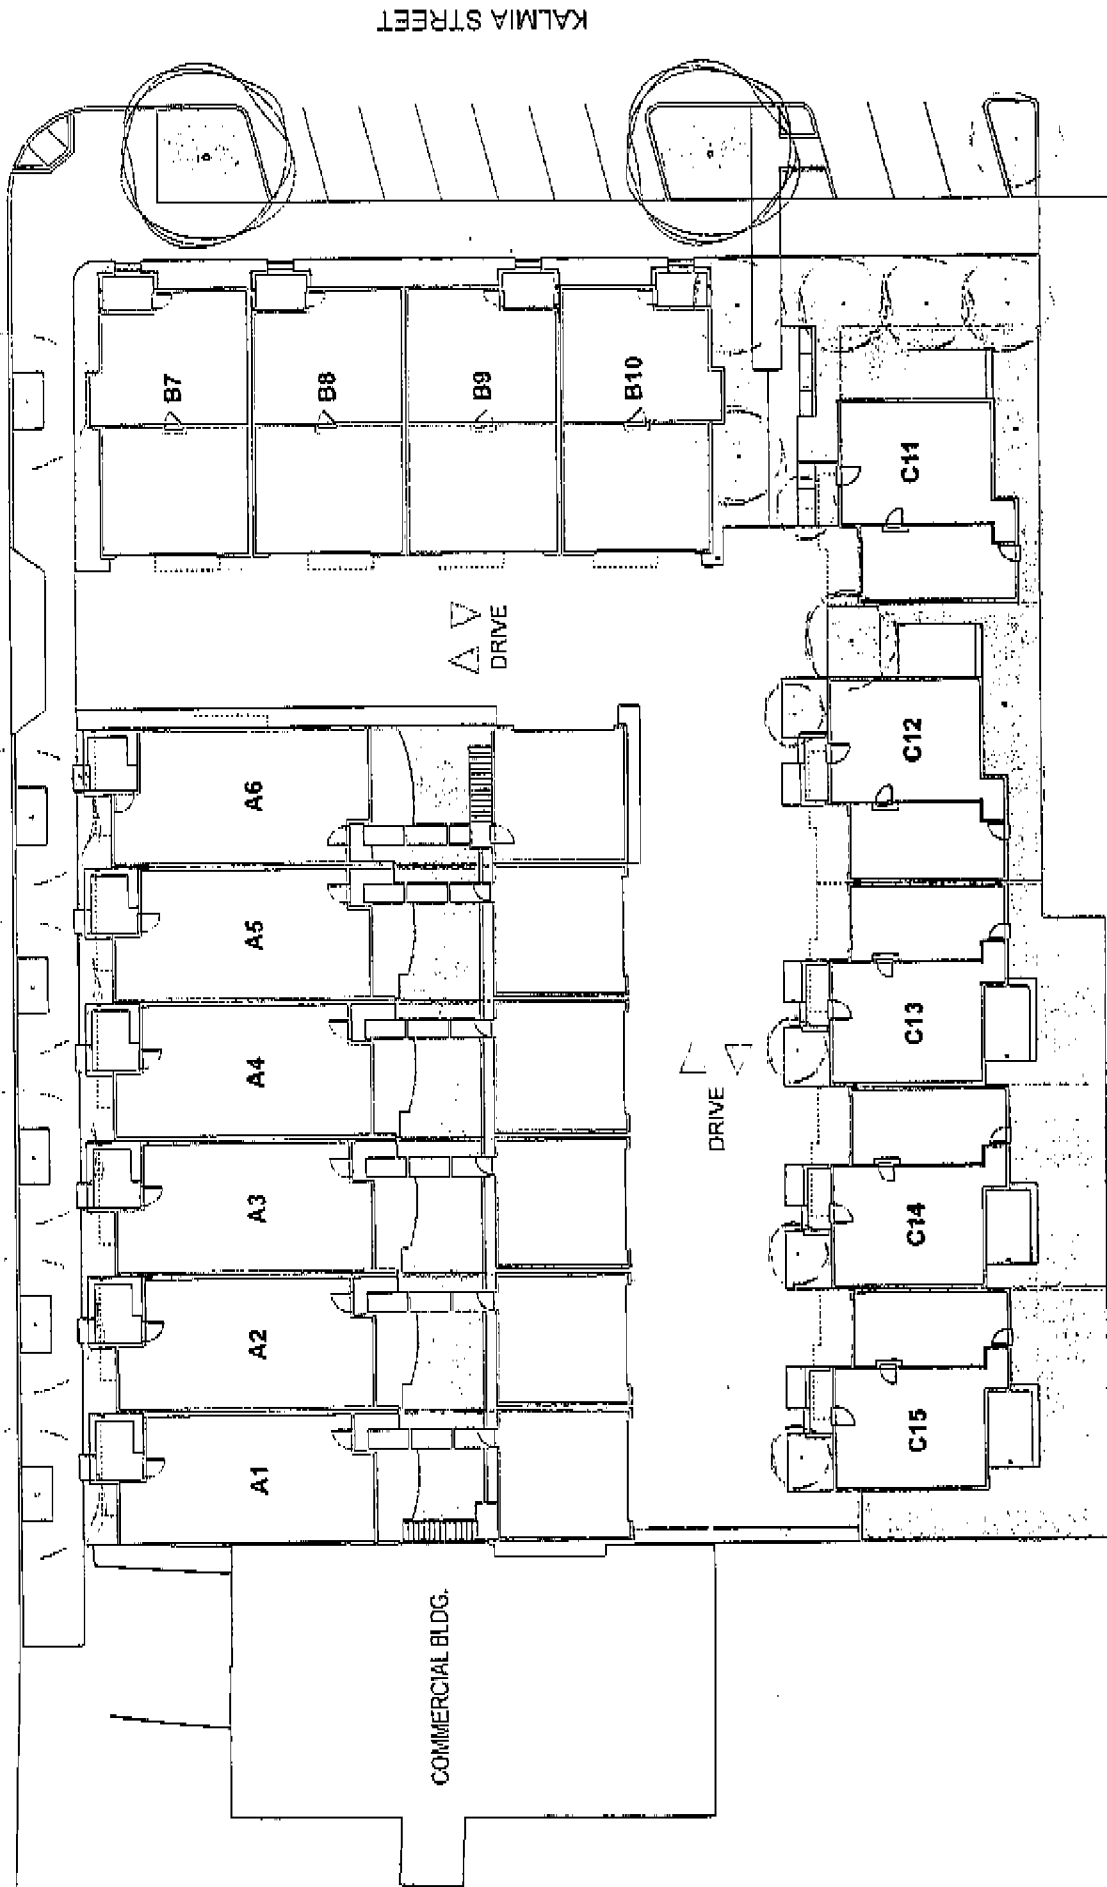 KALMIA STREET
B7
B8
B9
B10
C11
DRIVE
A6
A5
A4
A3
A2
A1
C12
C13
C14
C15
DRIVE
COMMERCIAL BLDG.